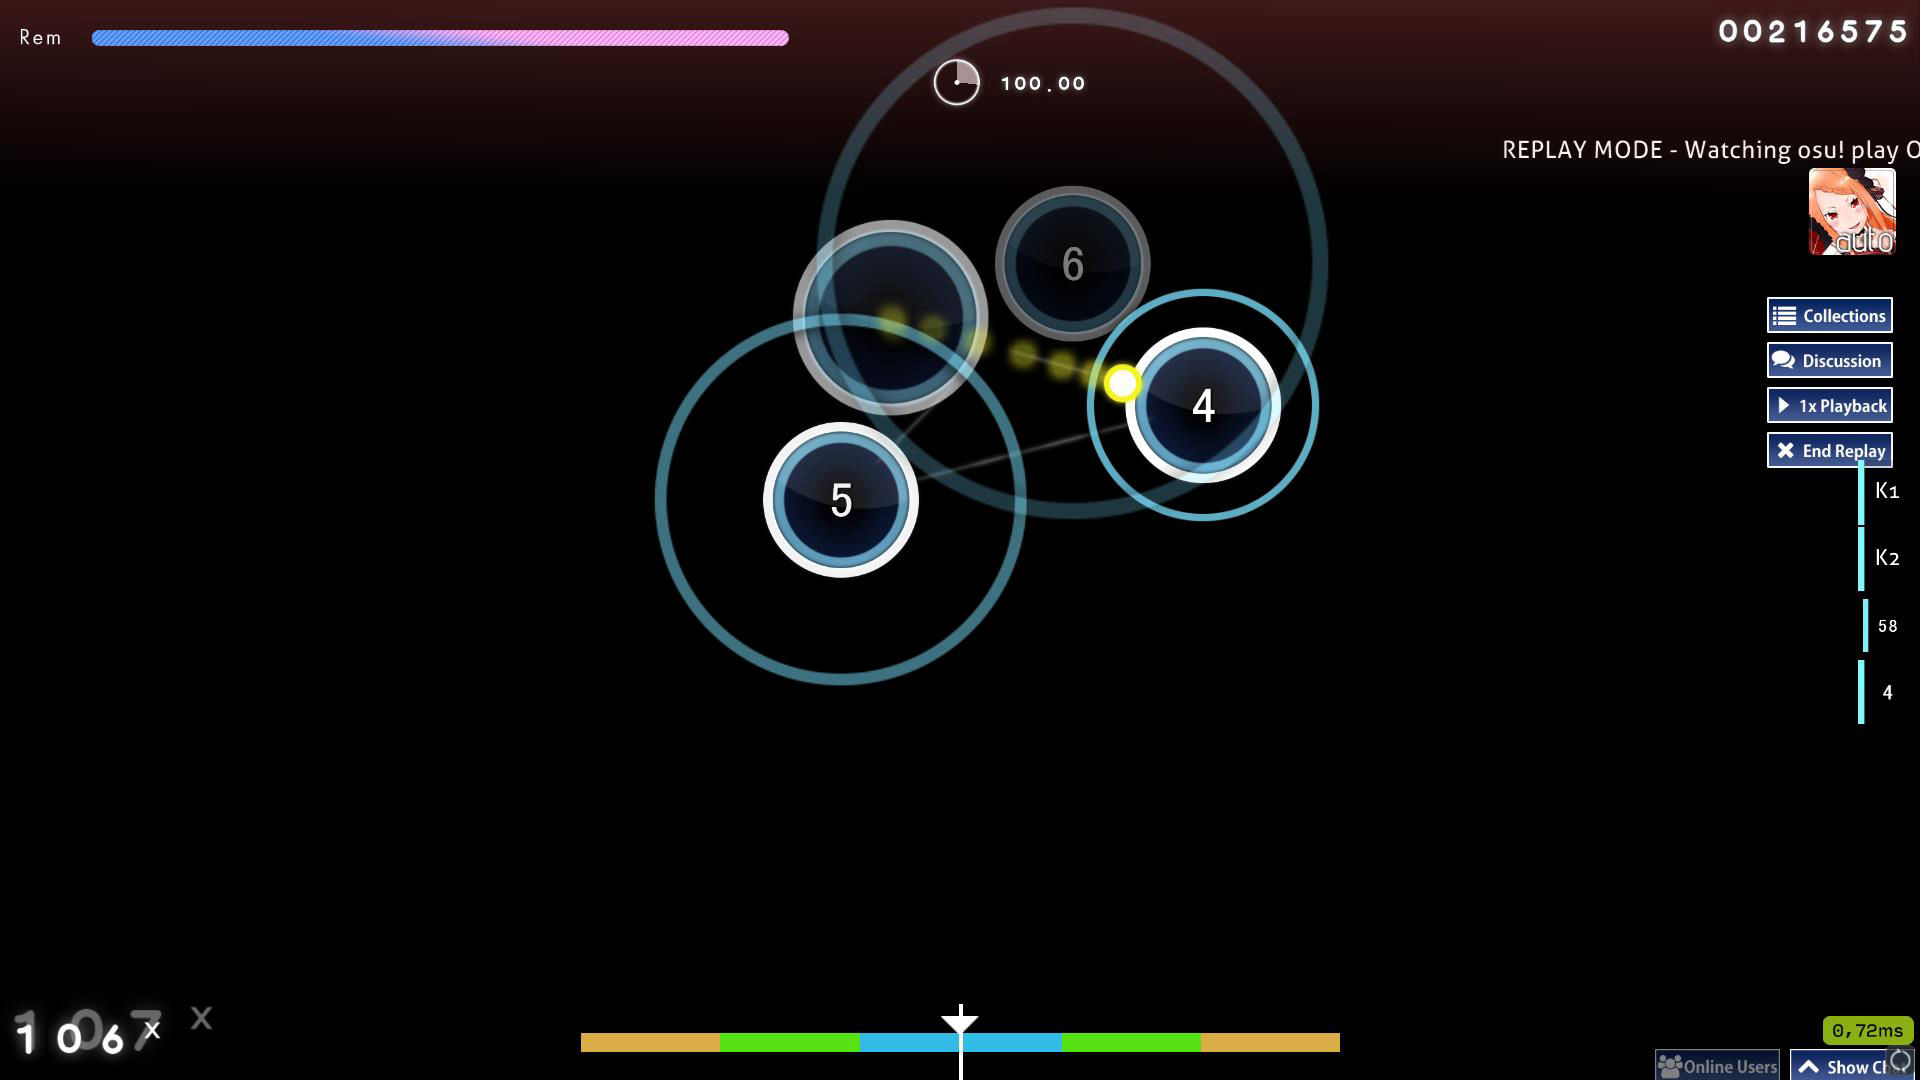 Rem
00216575
100.00
REPLAY MODE - Watching osu! play O
auto
6
4
5
Collections
Discussion
1x Playback
End Replay
K1
K2
58
4
106x
107x
0,72ms
Online Users
Show Ch